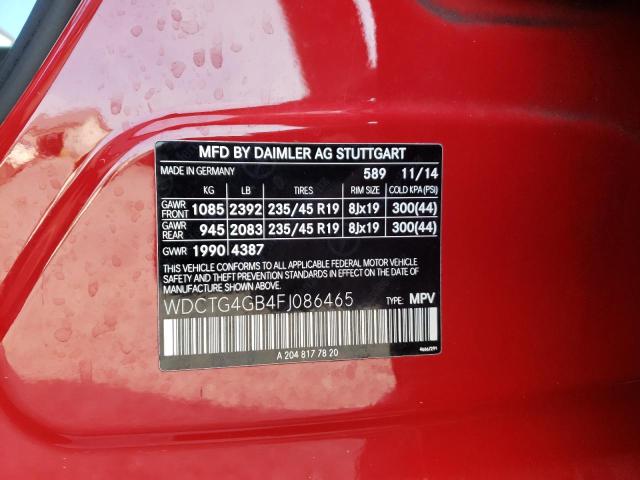 MFD BY DAIMLER AG STUTTGART
MADE IN GERMANY 589 11/14
KG LB TIRES RIM SIZE COLD KPA (PSI)
GAWR FRONT 1085 2392 235/45 R19 8Jx19 300(44)
GAWR REAR 945 2083 235/45 R19 8Jx19 300(44)
GVWR 1990 4387
THIS VEHICLE CONFORMS TO ALL APPLICABLE FEDERAL MOTOR VEHICLE
SAFETY AND THEFT PREVENTION STANDARDS IN EFFECT ON THE DATE
OF MANUFACTURE SHOWN ABOVE.
WDCTG4GB4FJ086465 TYPE: MPV
A 204 817 78 20